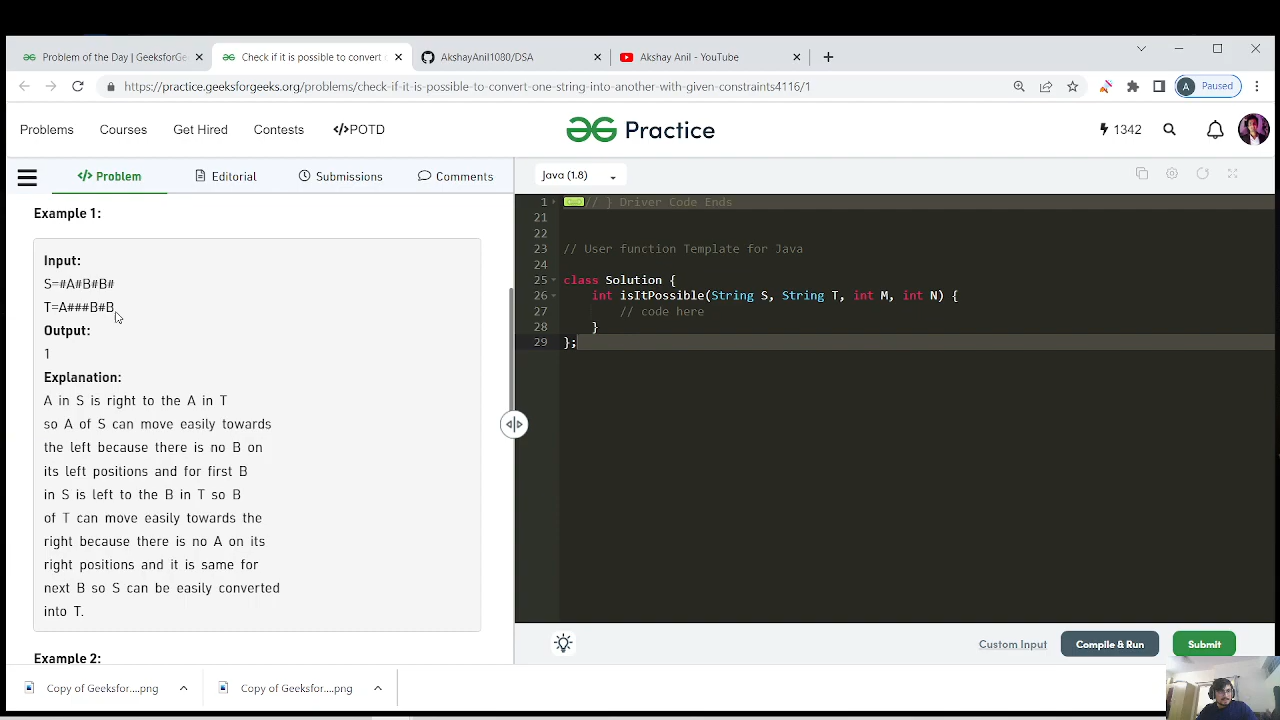 Problem of the Day | GeeksforGe
Check if it is possible to convert
AkshayAnil1080/DSA
Akshay Anil - YouTube
https://practice.geeksforgeeks.org/problems/check-if-it-is-possible-to-convert-one-string-into-another-with-given-constraints4116/1
A Paused
Problems Courses Get Hired Contests </>POTD
Practice
1342
</> Problem Editorial Submissions Comments
Java (1.8)
Example 1:
Input:
S=#A#B#B#
T=A###B#B
Output:
1
Explanation:
A in S is right to the A in T
so A of S can move easily towards
the left because there is no B on
its left positions and for first B
in S is left to the B in T so B
of T can move easily towards the
right because there is no A on its
right positions and it is same for
next B so S can be easily converted
into T.
Example 2:
1 // } Driver Code Ends
21
22
23 // User function Template for Java
24
25 class Solution {
26 int isItPossible(String S, String T, int M, int N) {
27 // code here
28 }
29 };
Custom Input Compile & Run Submit
Copy of Geeksfor....png
Copy of Geeksfor....png